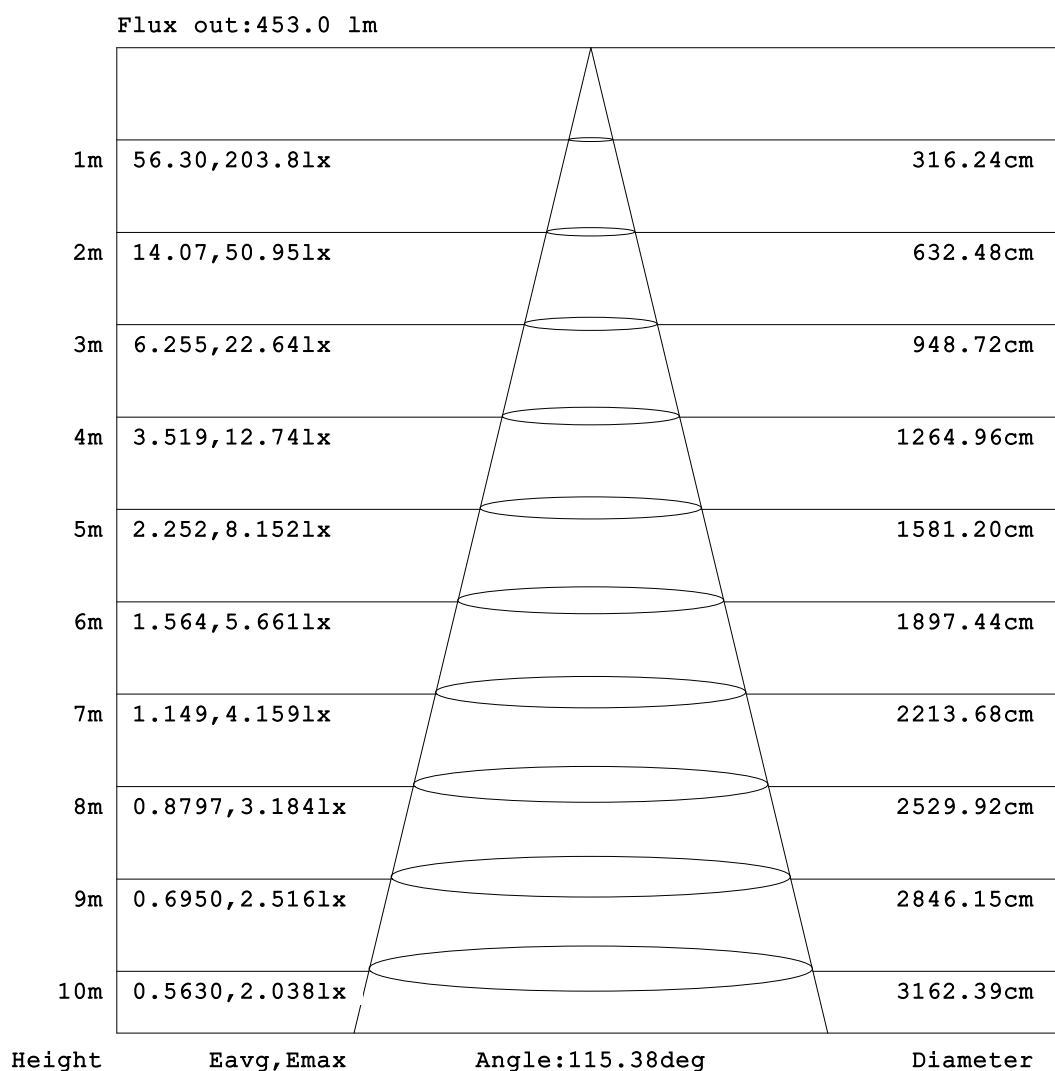 Flux out:453.0 lm
1m 56.30,203.8lx 316.24cm
2m 14.07,50.95lx 632.48cm
3m 6.255,22.64lx 948.72cm
4m 3.519,12.74lx 1264.96cm
5m 2.252,8.152lx 1581.20cm
6m 1.564,5.661lx 1897.44cm
7m 1.149,4.159lx 2213.68cm
8m 0.8797,3.184lx 2529.92cm
9m 0.6950,2.516lx 2846.15cm
10m 0.5630,2.038lx 3162.39cm
Height Eavg,Emax Angle:115.38deg Diameter